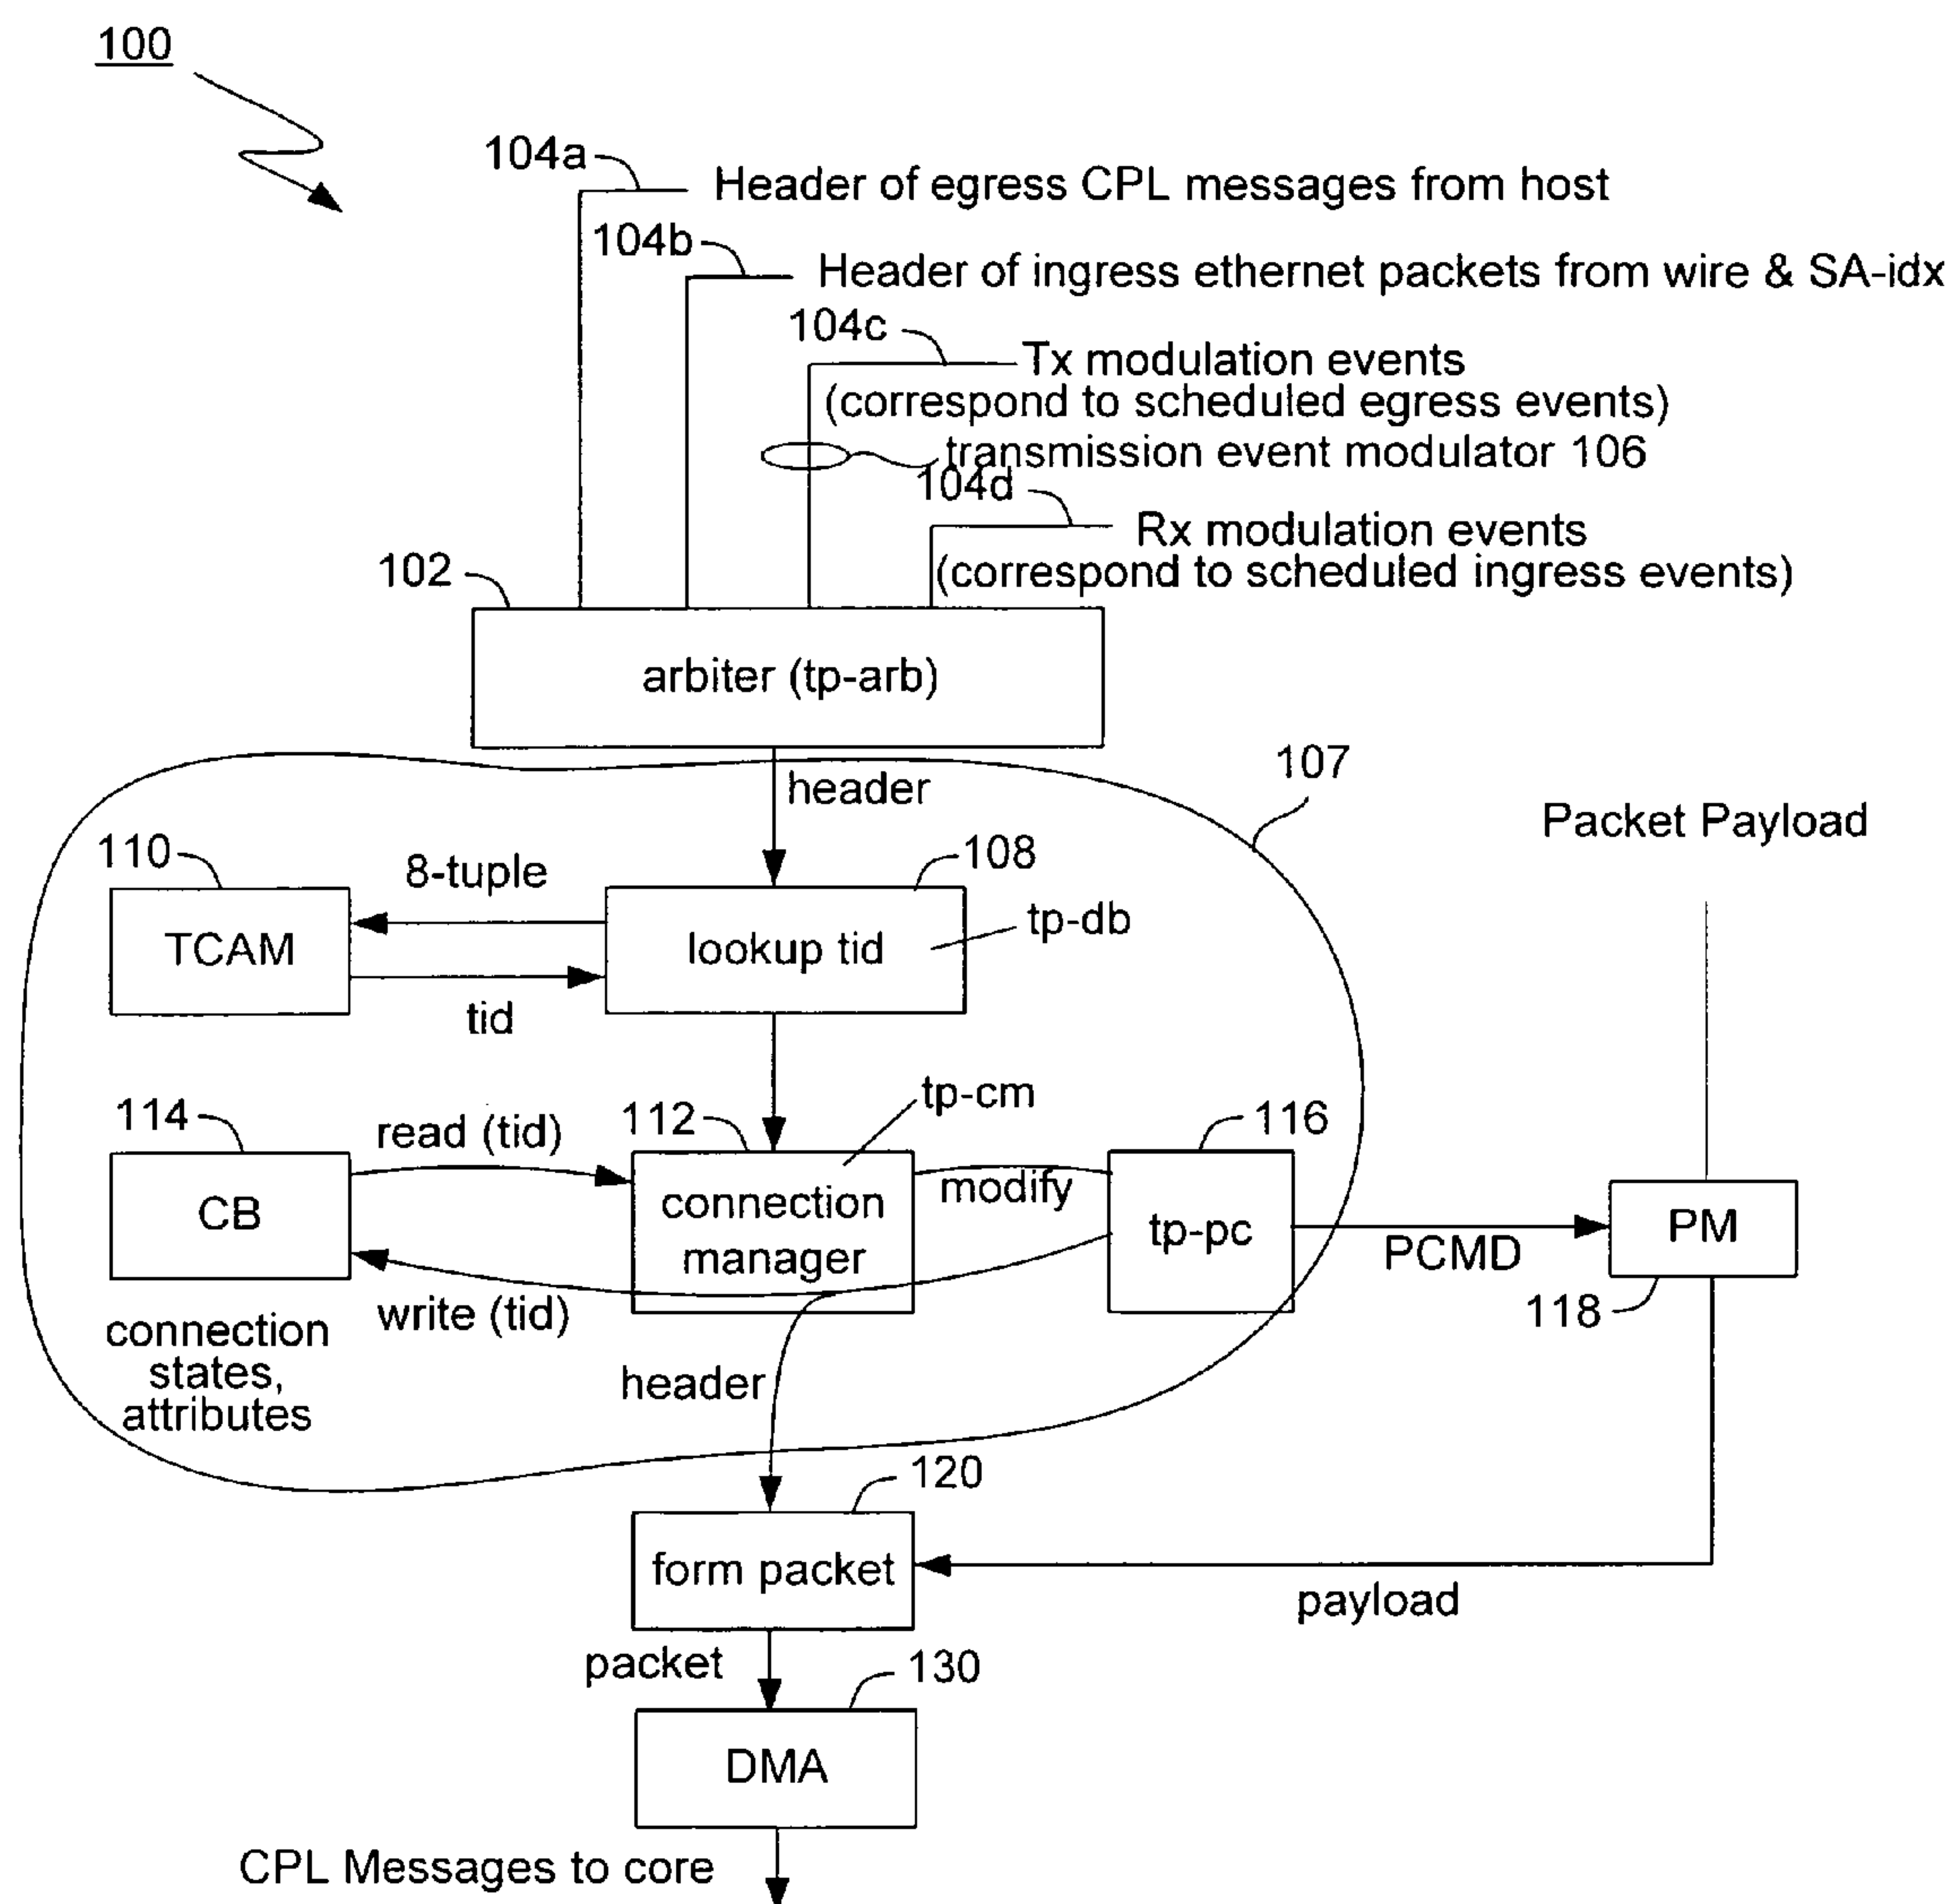 100
104a
Header of egress CPL messages from host
104b
Header of ingress ethernet packets from wire & SA-idx
104c
Tx modulation events
(correspond to scheduled egress events)
transmission event modulator 106
104d
Rx modulation events
(correspond to scheduled ingress events)
102
arbiter (tp-arb)
107
header
Packet Payload
110
8-tuple
108
TCAM
lookup tid
tp-db
tid
114
read (tid)
112
tp-cm
116
CB
connection
manager
modify
tp-pc
PCMD
PM
write (tid)
118
connection
states,
attributes
header
120
form packet
payload
packet
130
DMA
CPL Messages to core